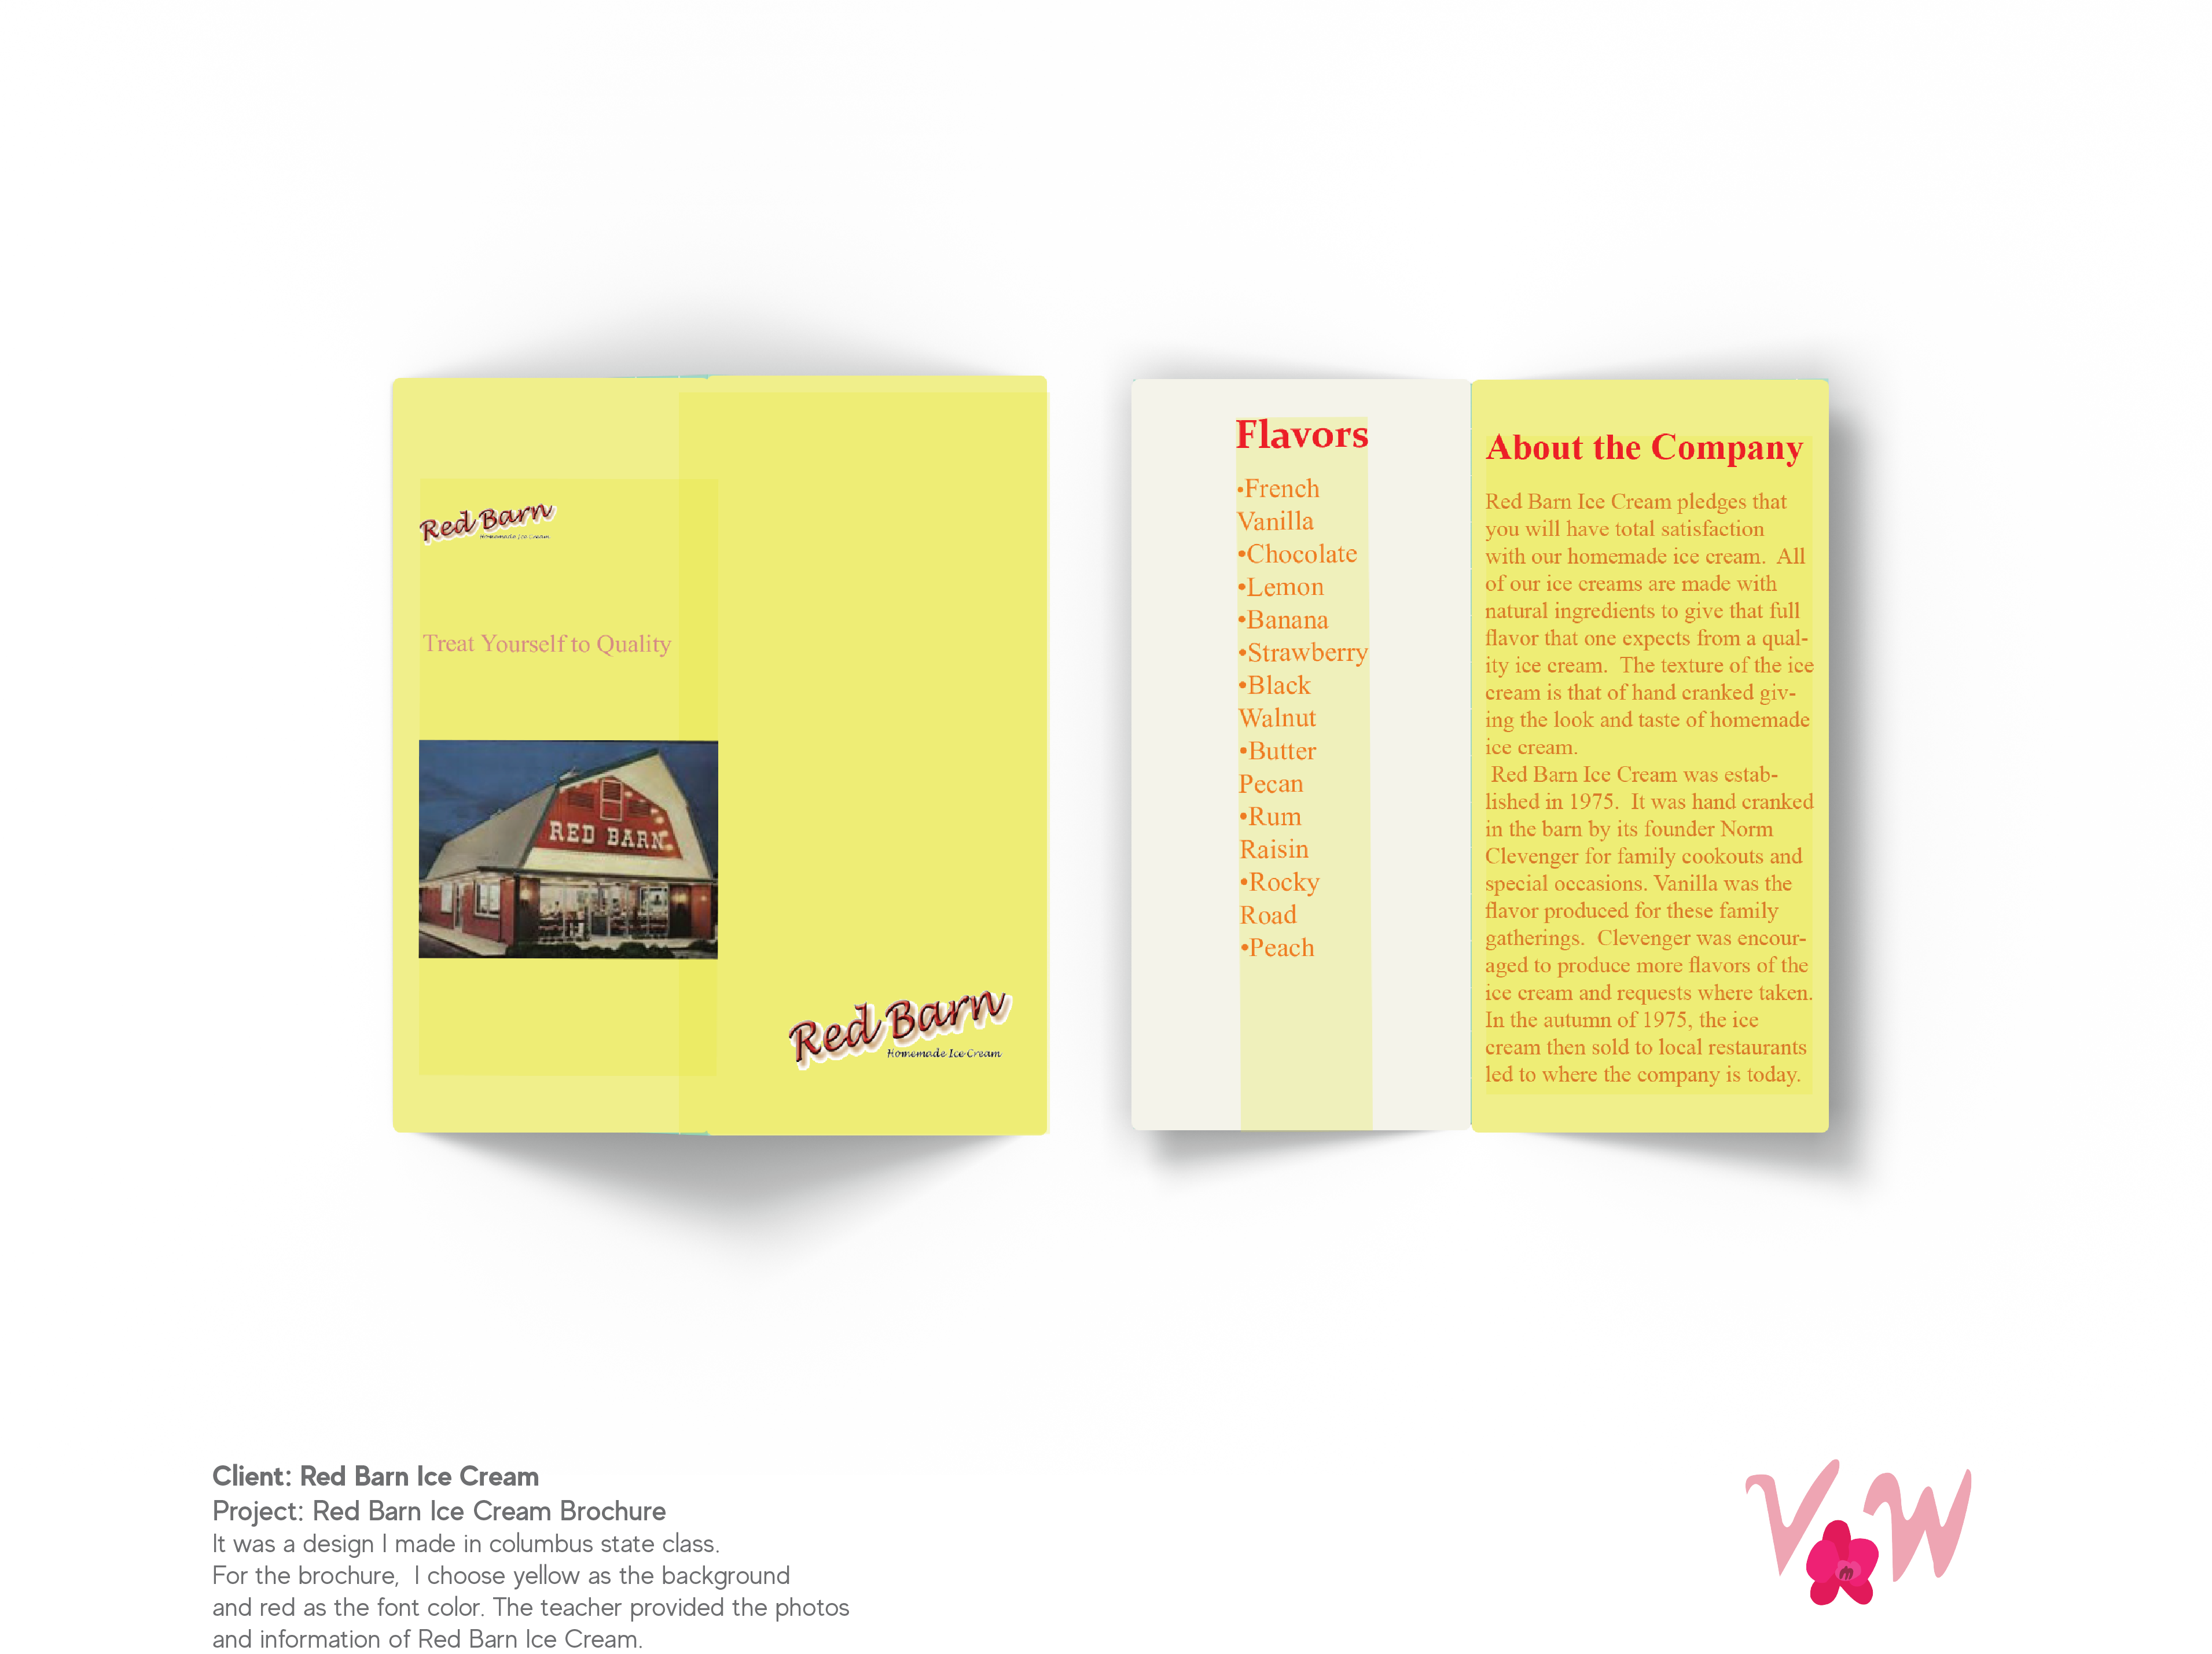 Red Barn
Homemade Ice Cream
Treat Yourself to Quality
RED BARN
Red Barn
Homemade Ice Cream
Flavors
•French
Vanilla
•Chocolate
•Lemon
•Banana
•Strawberry
•Black
Walnut
•Butter
Pecan
•Rum
Raisin
•Rocky
Road
•Peach
About the Company
Red Barn Ice Cream pledges that
you will have total satisfaction
with our homemade ice cream.  All
of our ice creams are made with
natural ingredients to give that full
flavor that one expects from a qual-
ity ice cream.  The texture of the ice
cream is that of hand cranked giv-
ing the look and taste of homemade
ice cream.
Red Barn Ice Cream was estab-
lished in 1975.  It was hand cranked
in the barn by its founder Norm
Clevenger for family cookouts and
special occasions. Vanilla was the
flavor produced for these family
gatherings.  Clevenger was encour-
aged to produce more flavors of the
ice cream and requests where taken.
In the autumn of 1975, the ice
cream then sold to local restaurants
led to where the company is today.
Client: Red Barn Ice Cream
Project: Red Barn Ice Cream Brochure
It was a design I made in columbus state class.
For the brochure,  I choose yellow as the background
and red as the font color. The teacher provided the photos
and information of Red Barn Ice Cream.
V W
m